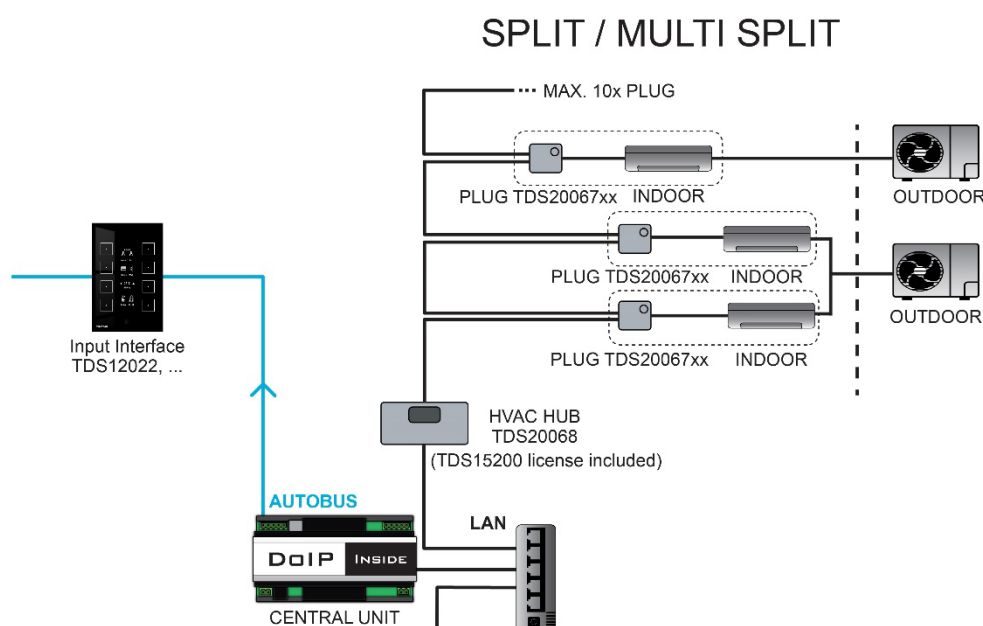 SPLIT / MULTI SPLIT
MAX. 10x PLUG
PLUG TDS20067xx
INDOOR
OUTDOOR
PLUG TDS20067xx
INDOOR
OUTDOOR
PLUG TDS20067xx
INDOOR
Input Interface
TDS12022, ...
HVAC HUB
TDS20068
(TDS15200 license included)
AUTOBUS
LAN
DoIP INSIDE
CENTRAL UNIT